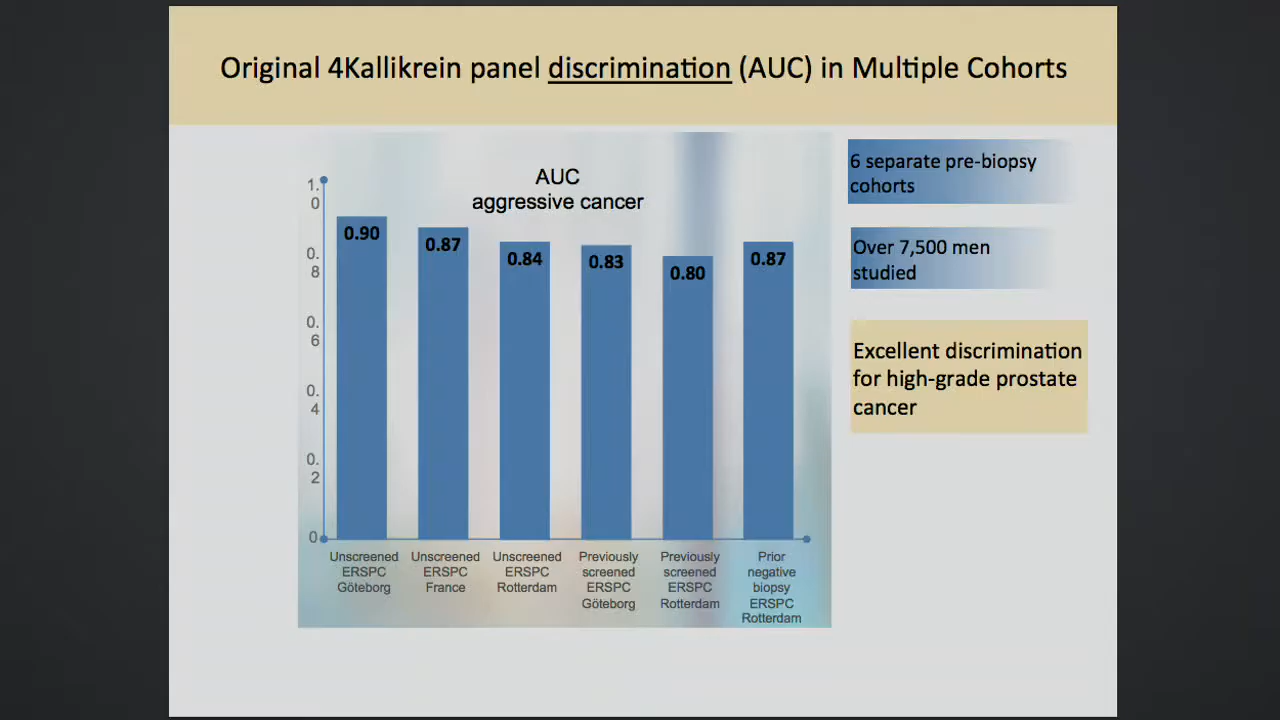 Original 4Kallikrein panel discrimination (AUC) in Multiple Cohorts
AUC
aggressive cancer
1.
0
0.
8
0.
6
0.
4
0.
2
0
0.90
0.87
0.84
0.83
0.80
0.87
Unscreened
ERSPC
Göteborg
Unscreened
ERSPC
France
Unscreened
ERSPC
Rotterdam
Previously
screened
ERSPC
Göteborg
Previously
screened
ERSPC
Rotterdam
Prior
negative
biopsy
ERSPC
Rotterdam
6 separate pre-biopsy
cohorts
Over 7,500 men
studied
Excellent discrimination
for high-grade prostate
cancer